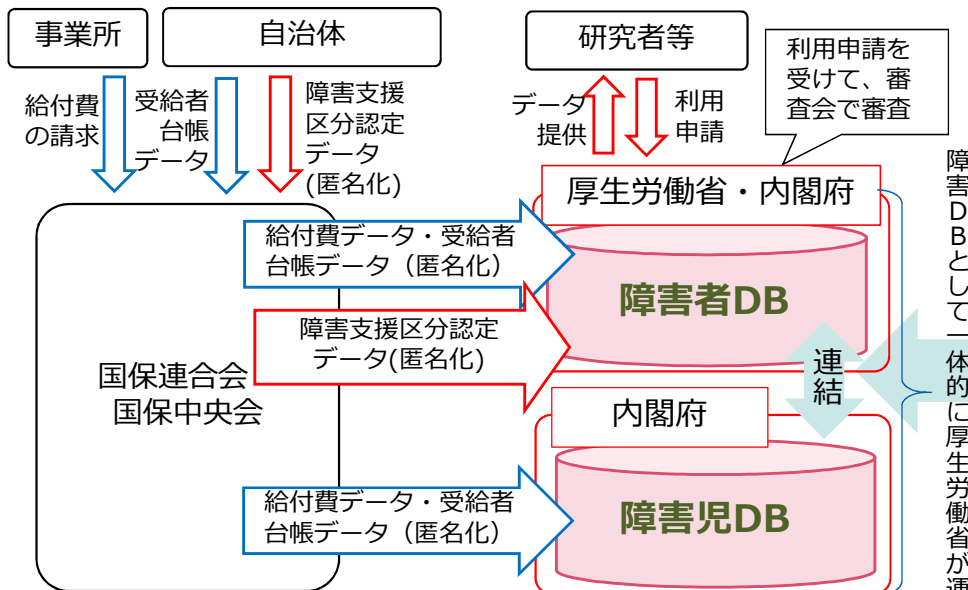 事業所
自治体
研究者等
利用申請を
受けて、審
査会で審査
給付費
の請求
受給者
台帳
データ
障害支援
区分認定
データ
(匿名化)
データ
提供
利用
申請
厚生労働省・内閣府
給付費データ・受給者
台帳データ（匿名化）
障害者DB
障害支援区分認定
データ(匿名化)
国保連合会
国保中央会
連結
内閣府
給付費データ・受給者
台帳データ（匿名化）
障害児DB
障害DBとして一体的に厚生労働省が運